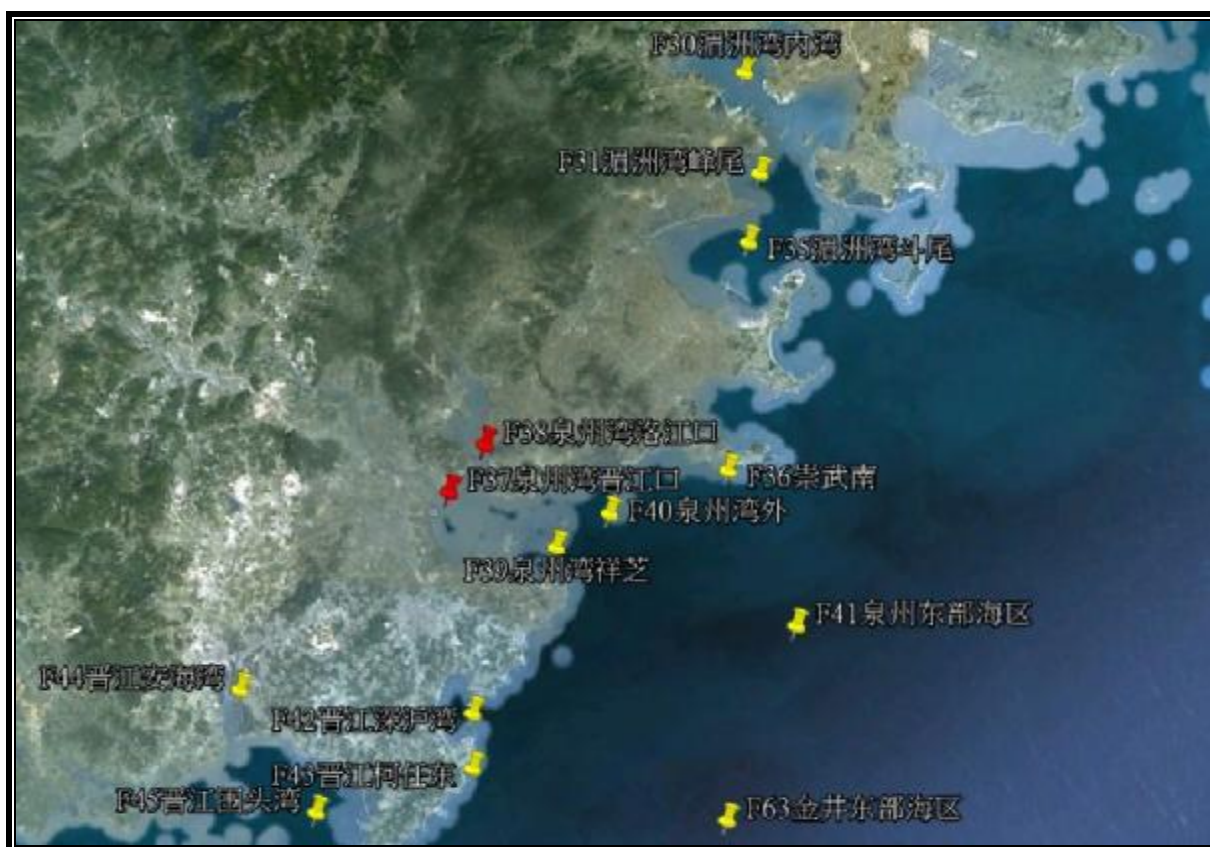 F30湄洲湾内湾
F31湄洲湾峰尾
F35湄洲湾斗尾
F38泉州湾洛江口
F37泉州湾晋江口
F36崇武南
F40泉州湾外
F39泉州湾祥芝
F41泉州东部海区
F44晋江安海湾
F42晋江深沪湾
F43晋江柯任东
F45晋江围头湾
F63金井东部海区